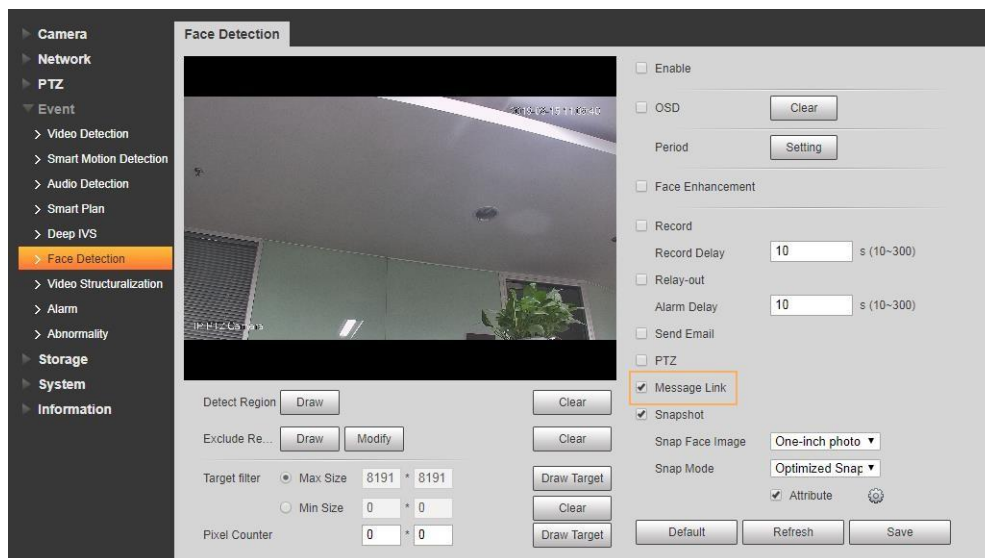 Camera
Network
PTZ
Event
Video Detection
Smart Motion Detection
Audio Detection
Smart Plan
Deep IVS
Face Detection
Video Structuralization
Alarm
Abnormality
Storage
System
Information
Face Detection
IP PTZ Camera
Detect Region Draw Clear
Exclude Re... Draw Modify Clear
Target filter Max Size 8191 * 8191 Draw Target
Min Size 0 * 0 Clear
Pixel Counter 0 * 0 Draw Target
Enable
OSD Clear
Period Setting
Face Enhancement
Record
Record Delay 10 s (10~300)
Relay-out
Alarm Delay 10 s (10~300)
Send Email
PTZ
Message Link
Snapshot
Snap Face Image One-inch photo
Snap Mode Optimized Snap
Attribute
Default Refresh Save